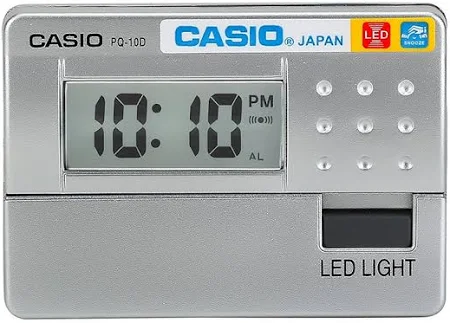 CASIO PQ-10D
CASIO® JAPAN
LED
SNOOZE
10:10 PM
AL
LED LIGHT